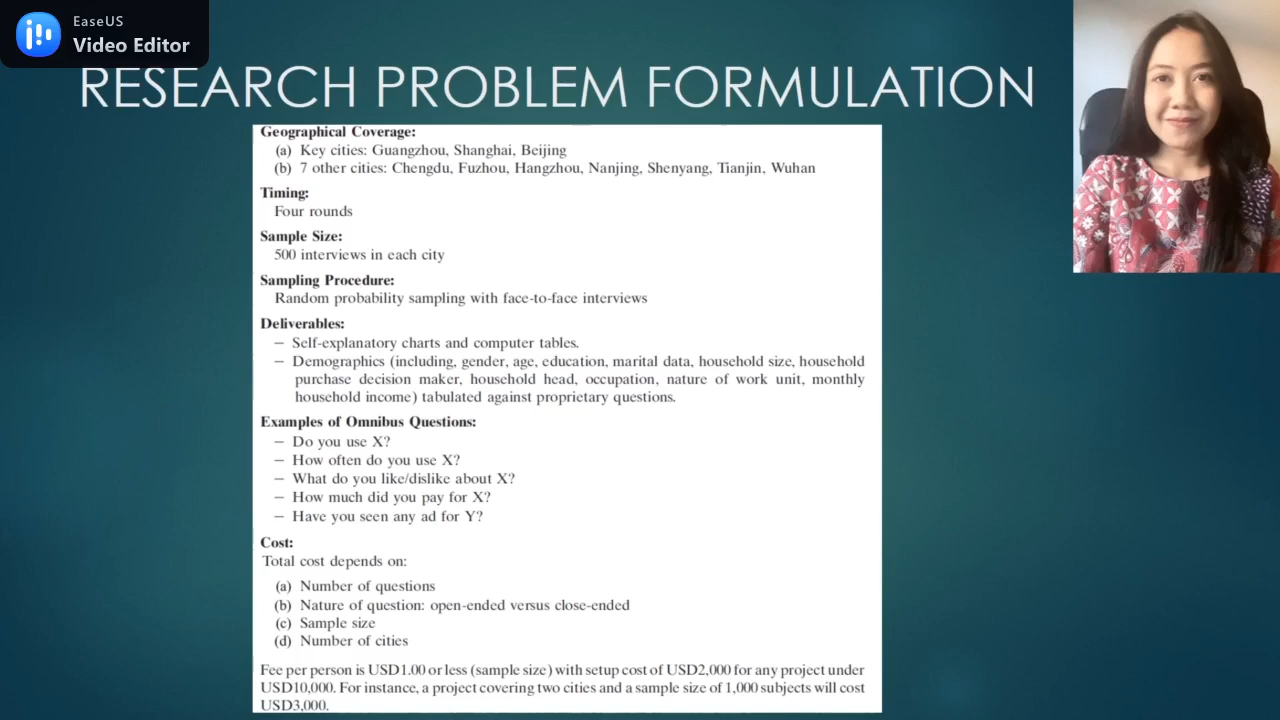 EaseUS
Video Editor
RESEARCH PROBLEM FORMULATION
Geographical Coverage:
(a) Key cities: Guangzhou, Shanghai, Beijing
(b) 7 other cities: Chengdu, Fuzhou, Hangzhou, Nanjing, Shenyang, Tianjin, Wuhan
Timing:
Four rounds
Sample Size:
500 interviews in each city
Sampling Procedure:
Random probability sampling with face-to-face interviews
Deliverables:
– Self-explanatory charts and computer tables.
– Demographics (including, gender, age, education, marital data, household size, household
purchase decision maker, household head, occupation, nature of work unit, monthly
household income) tabulated against proprietary questions.
Examples of Omnibus Questions:
– Do you use X?
– How often do you use X?
– What do you like/dislike about X?
– How much did you pay for X?
– Have you seen any ad for Y?
Cost:
Total cost depends on:
(a) Number of questions
(b) Nature of question: open-ended versus close-ended
(c) Sample size
(d) Number of cities
Fee per person is USD1.00 or less (sample size) with setup cost of USD2,000 for any project under
USD10,000. For instance, a project covering two cities and a sample size of 1,000 subjects will cost
USD3,000.